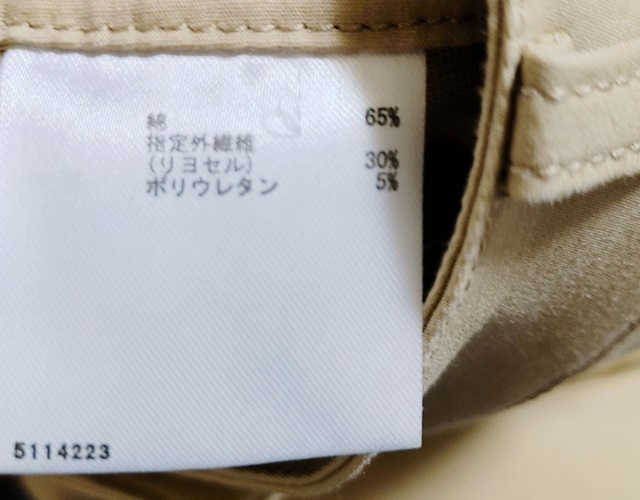 綿 65%
指定外繊維
(リヨセル) 30%
ポリウレタン 5%
5114223